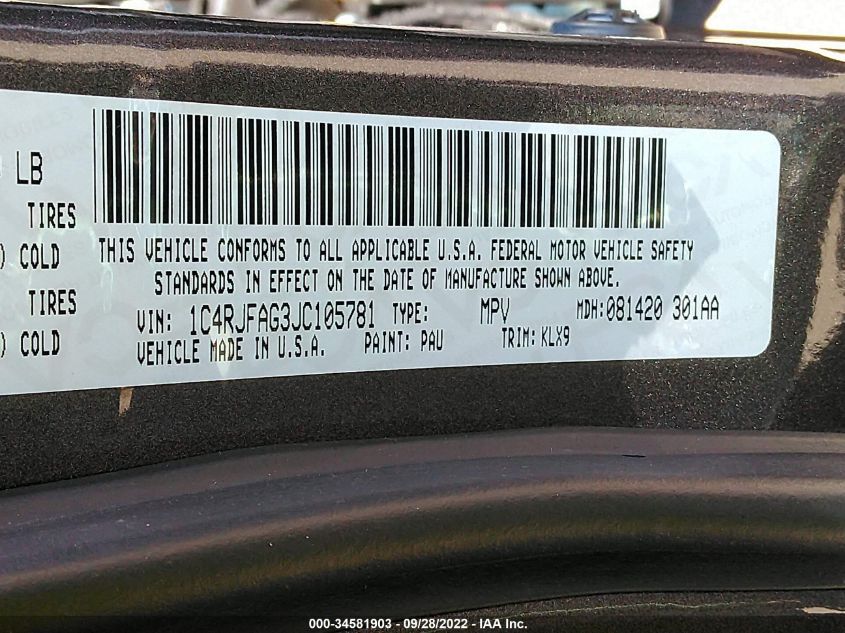 LB
TIRES
) COLD
TIRES
) COLD
THIS VEHICLE CONFORMS TO ALL APPLICABLE U.S.A. FEDERAL MOTOR VEHICLE SAFETY
STANDARDS IN EFFECT ON THE DATE OF MANUFACTURE SHOWN ABOVE.
VIN: 1C4RJFAG3JC105781 TYPE: MPV MDH:081420 301AA
VEHICLE MADE IN U.S.A. PAINT: PAU TRIM: KLX9
000-34581903 - 09/28/2022 - IAA Inc.